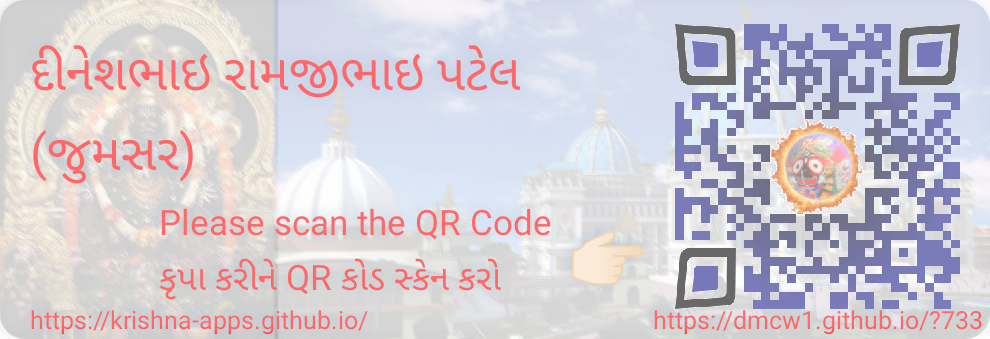 દીનેશભાઇ રામજીભાઇ પટેલ
(જુમસર)
Please scan the QR Code
કૃપા કરીને QR કોડ સ્કેન કરો
https://krishna-apps.github.io/
https://dmcw1.github.io/?733